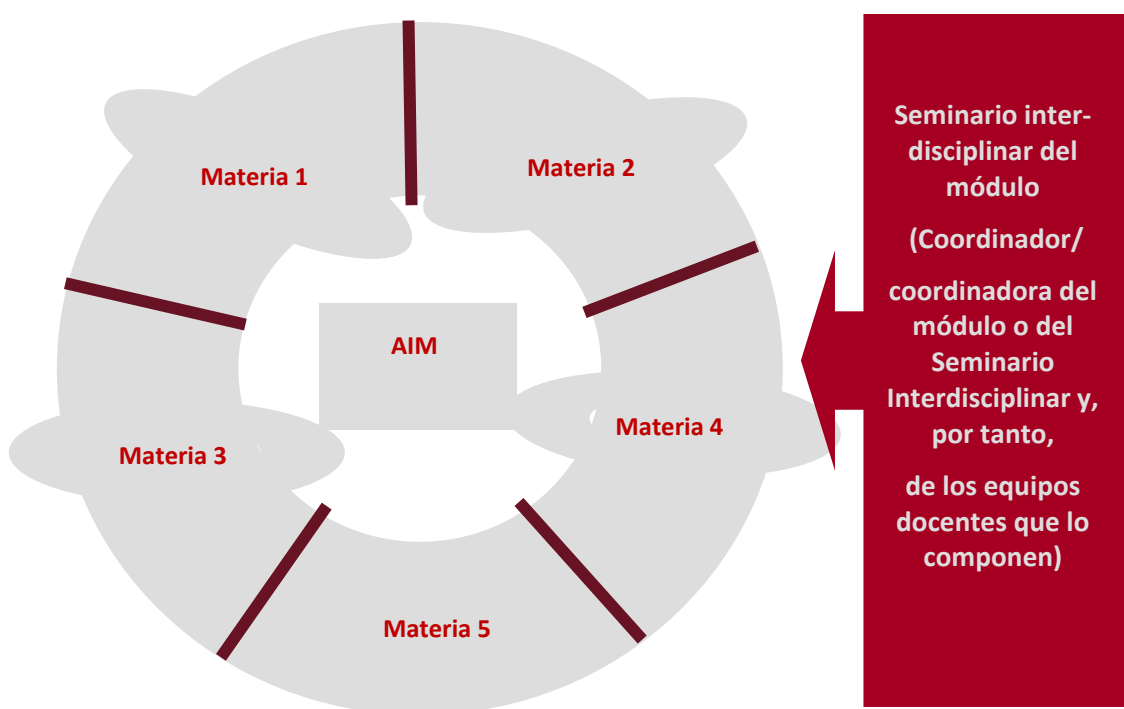 Materia 1
Materia 2
AIM
Materia 3
Materia 4
Materia 5
Seminario inter-
disciplinar del
módulo
(Coordinador/
coordinadora del
módulo o del
Seminario
Interdisciplinar y,
por tanto,
de los equipos
docentes que lo
componen)